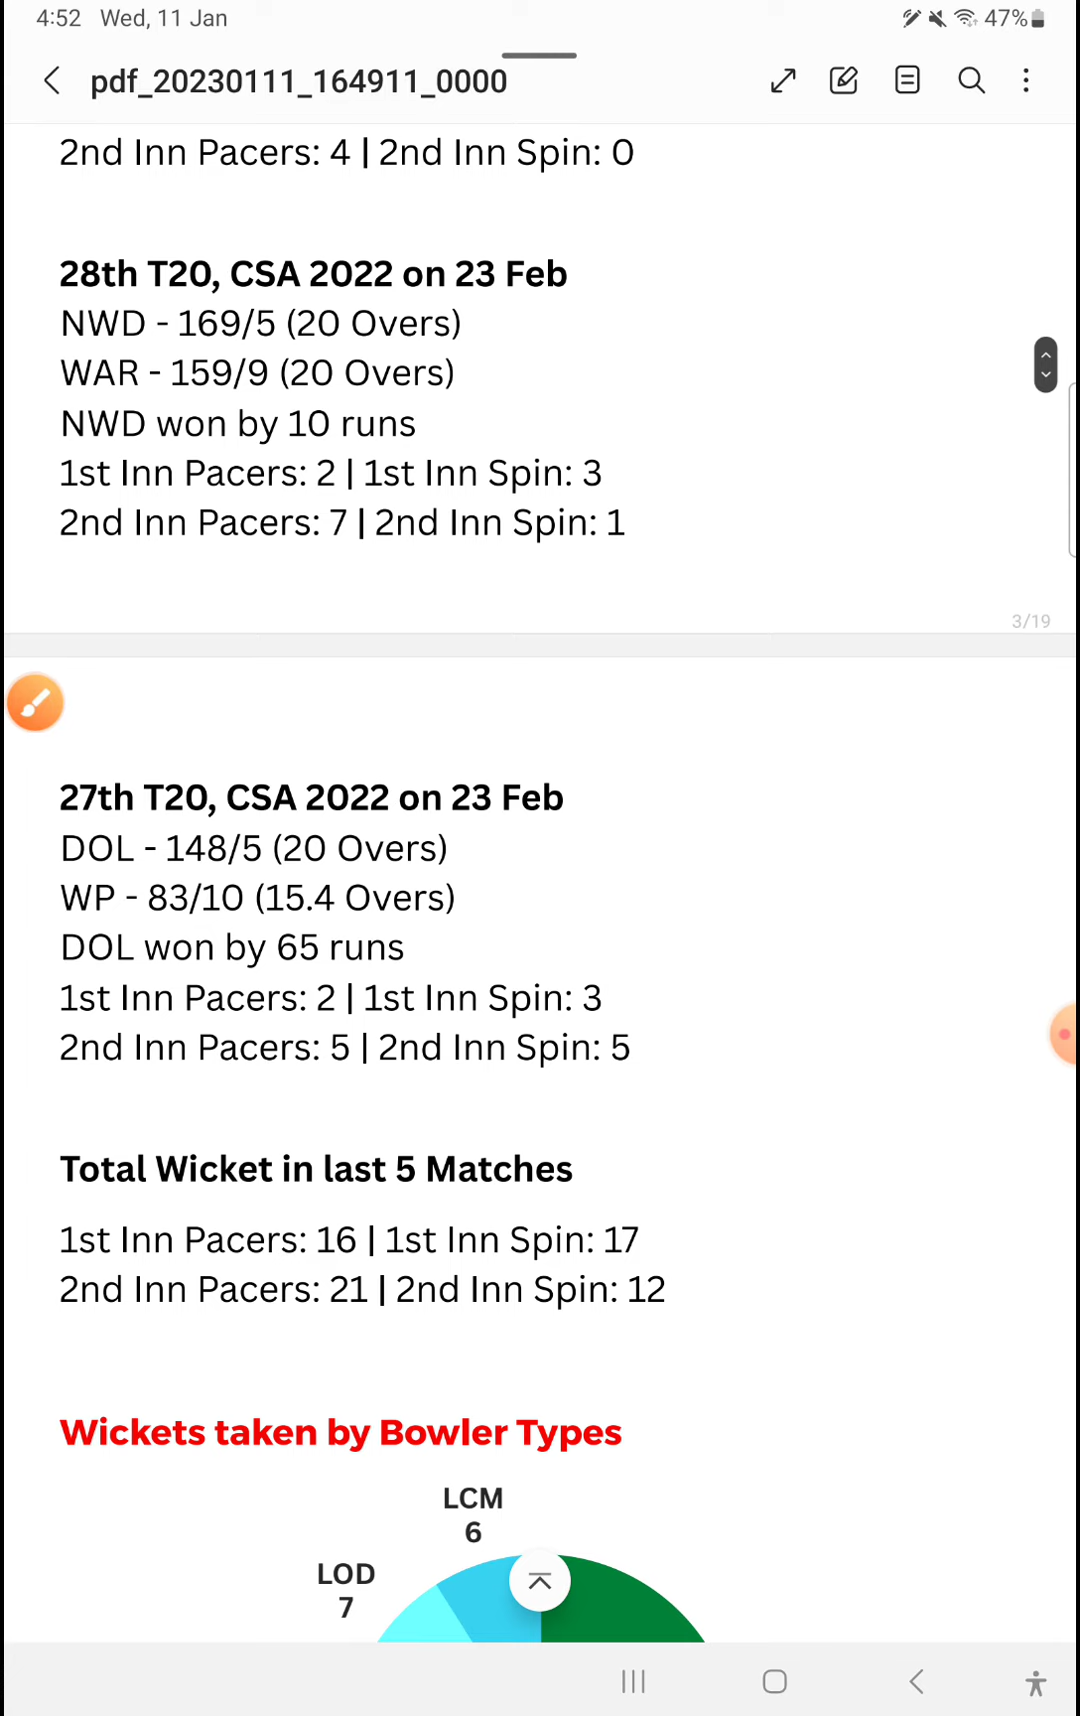 4:52 Wed, 11 Jan 47%
pdf_20230111_164911_0000
2nd Inn Pacers: 4 | 2nd Inn Spin: 0
28th T20, CSA 2022 on 23 Feb
NWD - 169/5 (20 Overs)
WAR - 159/9 (20 Overs)
NWD won by 10 runs
1st Inn Pacers: 2 | 1st Inn Spin: 3
2nd Inn Pacers: 7 | 2nd Inn Spin: 1
3/19
27th T20, CSA 2022 on 23 Feb
DOL - 148/5 (20 Overs)
WP - 83/10 (15.4 Overs)
DOL won by 65 runs
1st Inn Pacers: 2 | 1st Inn Spin: 3
2nd Inn Pacers: 5 | 2nd Inn Spin: 5
Total Wicket in last 5 Matches
1st Inn Pacers: 16 | 1st Inn Spin: 17
2nd Inn Pacers: 21 | 2nd Inn Spin: 12
Wickets taken by Bowler Types
LCM
6
LOD
7